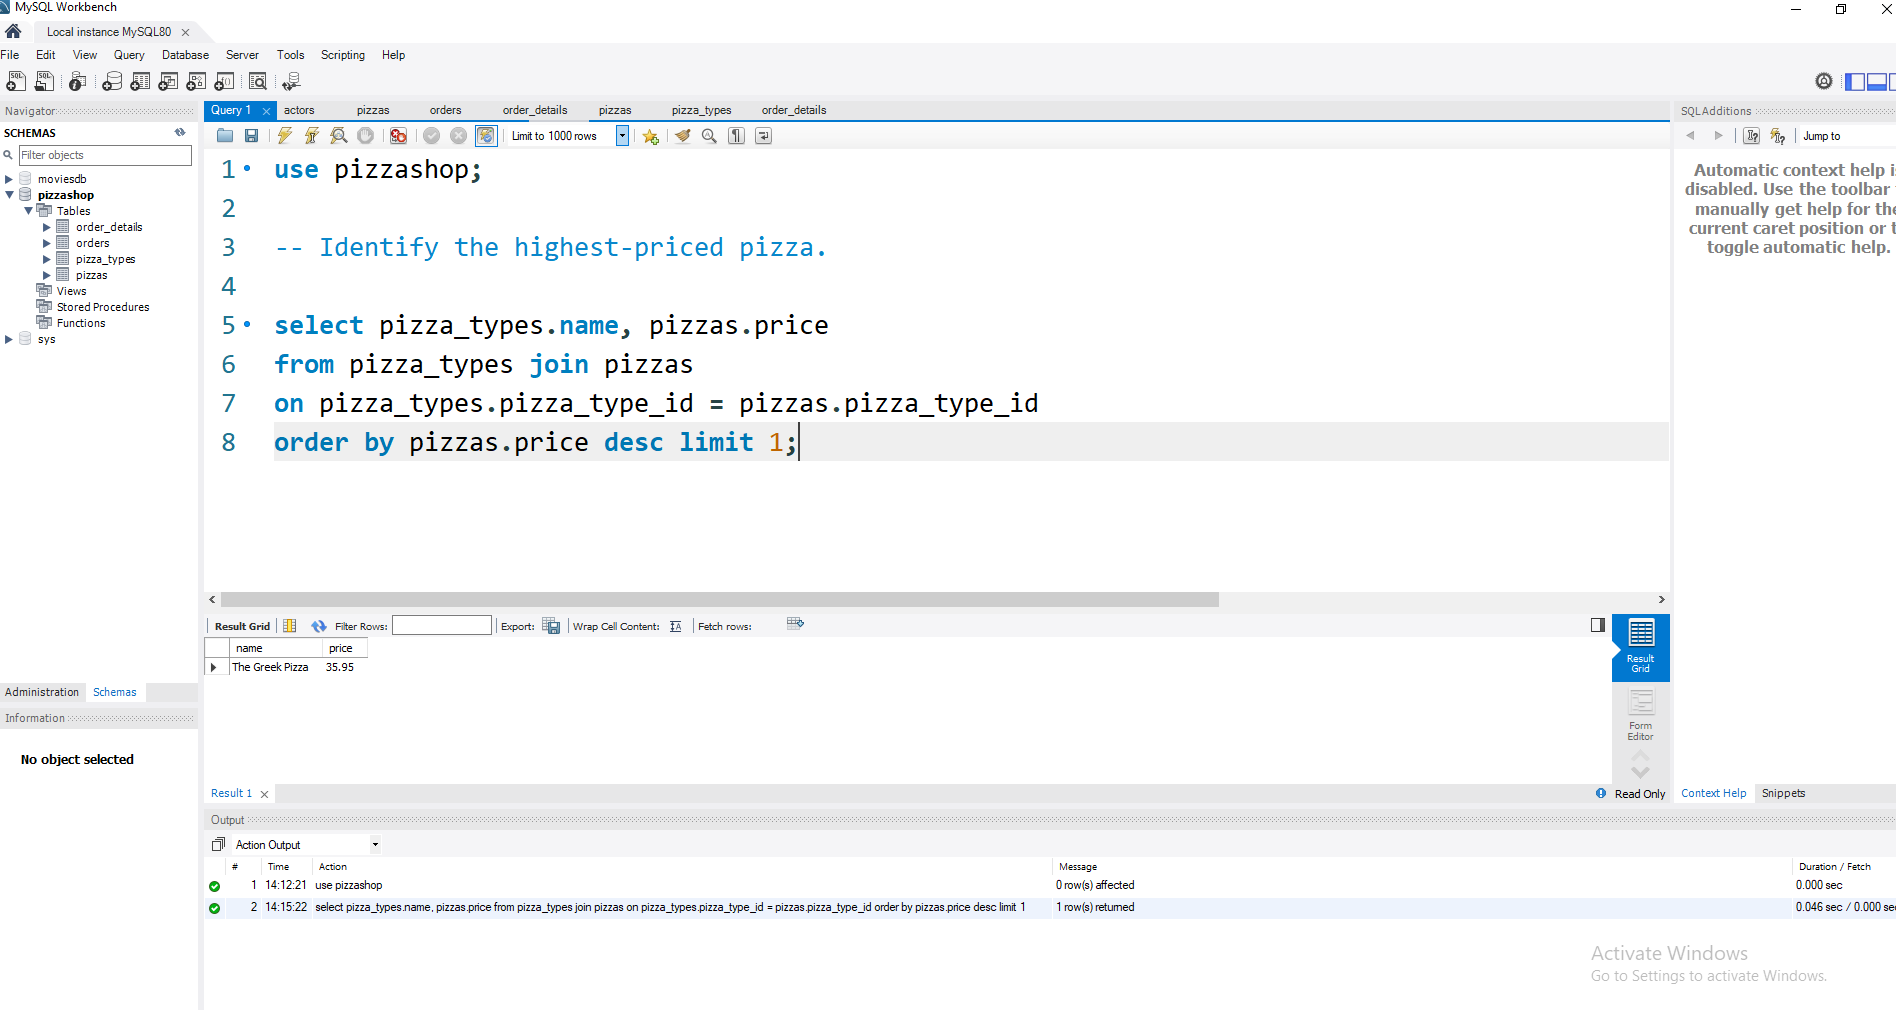 MySQL Workbench
Local instance MySQL80
File Edit View Query Database Server Tools Scripting Help
Navigator
SCHEMAS
Filter objects
moviesdb
pizzashop
Tables
order_details
orders
pizza_types
pizzas
Views
Stored Procedures
Functions
sys
Administration Schemas
Information
No object selected
Query 1 actors pizzas orders order_details pizzas pizza_types order_details
Limit to 1000 rows
1 use pizzashop;
2
3 -- Identify the highest-priced pizza.
4
5 select pizza_types.name, pizzas.price
6 from pizza_types join pizzas
7 on pizza_types.pizza_type_id = pizzas.pizza_type_id
8 order by pizzas.price desc limit 1;
Result Grid Filter Rows: Export: Wrap Cell Content: Fetch rows:
name price
The Greek Pizza 35.95
Result Grid
Form Editor
Result 1
Read Only
SQLAdditions
Jump to
Automatic context help is
disabled. Use the toolbar
manually get help for the
current caret position or t
toggle automatic help.
Context Help Snippets
Output
Action Output
# Time Action Message Duration / Fetch
1 14:12:21 use pizzashop 0 row(s) affected 0.000 sec
2 14:15:22 select pizza_types.name, pizzas.price from pizza_types join pizzas on pizza_types.pizza_type_id = pizzas.pizza_type_id order by pizzas.price desc limit 1 1 row(s) returned 0.046 sec / 0.000 sec
Activate Windows
Go to Settings to activate Windows.